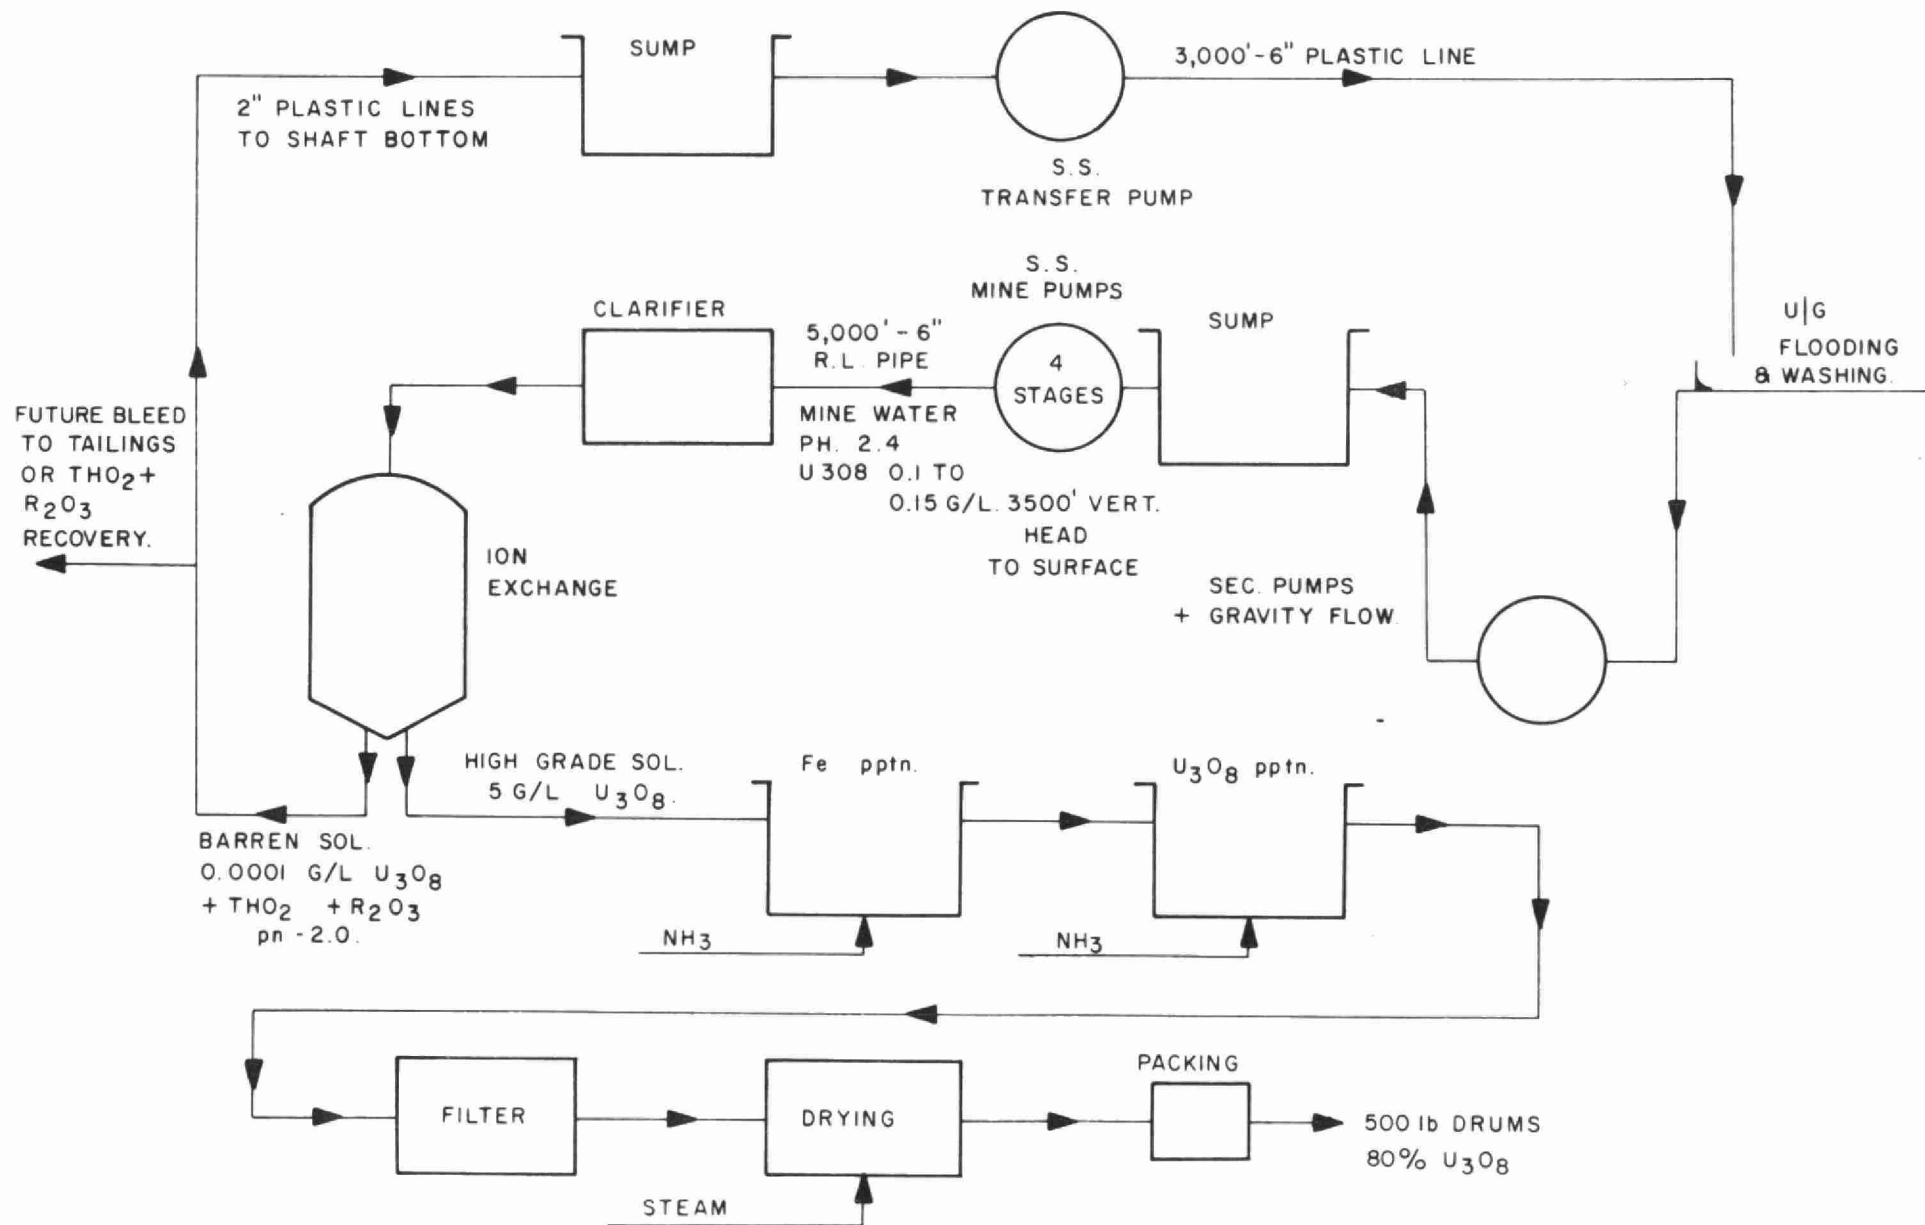 SUMP
3,000'-6" PLASTIC LINE
2" PLASTIC LINES
TO SHAFT BOTTOM
S.S.
TRANSFER PUMP
S.S.
MINE PUMPS
CLARIFIER
5,000'-6"
R.L. PIPE
4
STAGES
SUMP
U|G
FLOODING
& WASHING.
MINE WATER
PH. 2.4
U308 0.1 TO
0.15 G/L. 3500' VERT.
HEAD
TO SURFACE
FUTURE BLEED
TO TAILINGS
OR THO2+
R2O3
RECOVERY.
ION
EXCHANGE
SEC. PUMPS
+ GRAVITY FLOW.
HIGH GRADE SOL.
5 G/L U3O8.
Fe pptn.
U3O8 pptn.
BARREN SOL.
0.0001 G/L U3O8
+ THO2 + R2O3
pn - 2.0.
NH3
NH3
FILTER
DRYING
PACKING
500 lb DRUMS
80% U3O8
STEAM